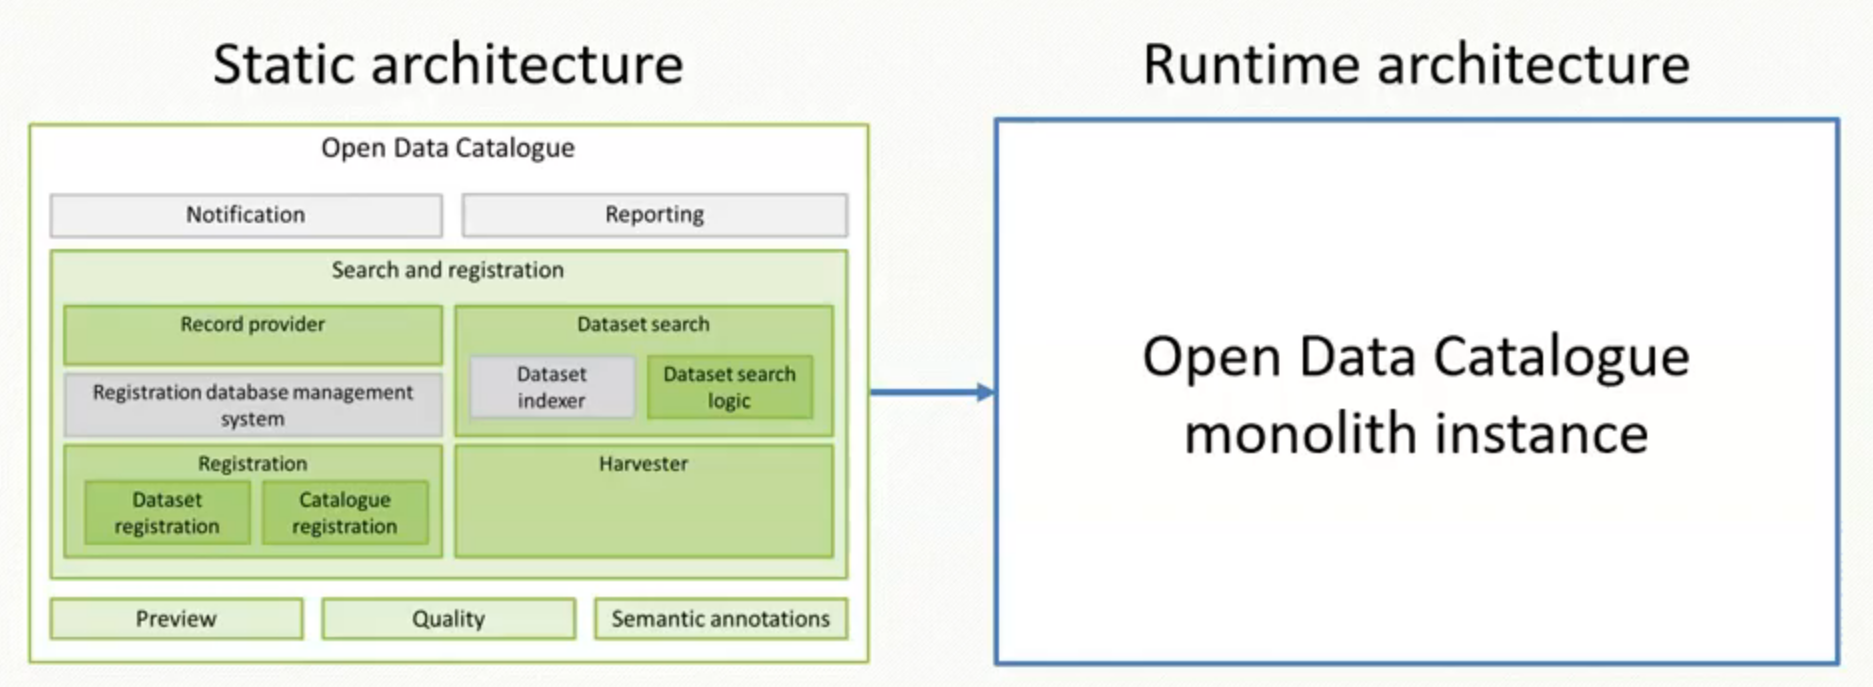 Static architecture
Runtime architecture
Open Data Catalogue
Notification
Reporting
Search and registration
Record provider
Registration database management
system
Registration
Dataset
registration
Catalogue
registration
Dataset search
Dataset
indexer
Dataset search
logic
Harvester
Preview
Quality
Semantic annotations
Open Data Catalogue
monolith instance